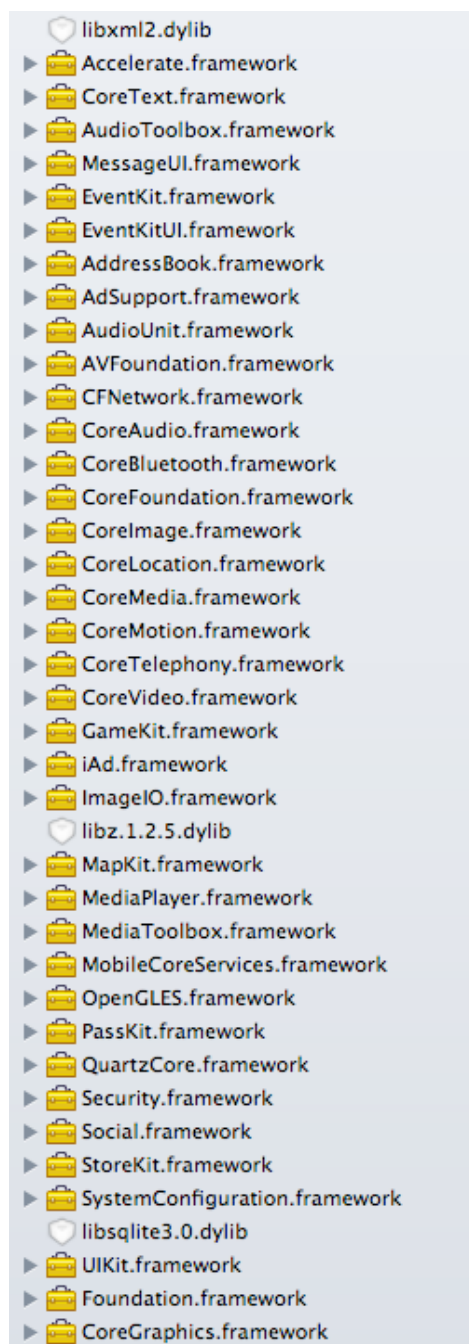 libxml2.dylib
Accelerate.framework
CoreText.framework
AudioToolbox.framework
MessageUI.framework
EventKit.framework
EventKitUI.framework
AddressBook.framework
AdSupport.framework
AudioUnit.framework
AVFoundation.framework
CFNetwork.framework
CoreAudio.framework
CoreBluetooth.framework
CoreFoundation.framework
CoreImage.framework
CoreLocation.framework
CoreMedia.framework
CoreMotion.framework
CoreTelephony.framework
CoreVideo.framework
GameKit.framework
iAd.framework
ImageIO.framework
libz.1.2.5.dylib
MapKit.framework
MediaPlayer.framework
MediaToolbox.framework
MobileCoreServices.framework
OpenGLES.framework
PassKit.framework
QuartzCore.framework
Security.framework
Social.framework
StoreKit.framework
SystemConfiguration.framework
libsqlite3.0.dylib
UIKit.framework
Foundation.framework
CoreGraphics.framework